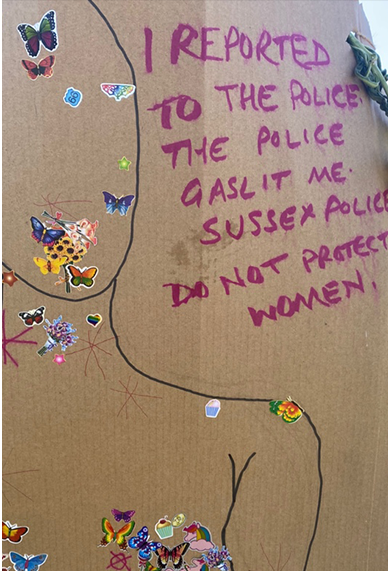 I REPORTED
TO THE POLICE.
THE POLICE
GASLIT ME.
SUSSEX POLICE
DO NOT PROTECT
WOMEN.